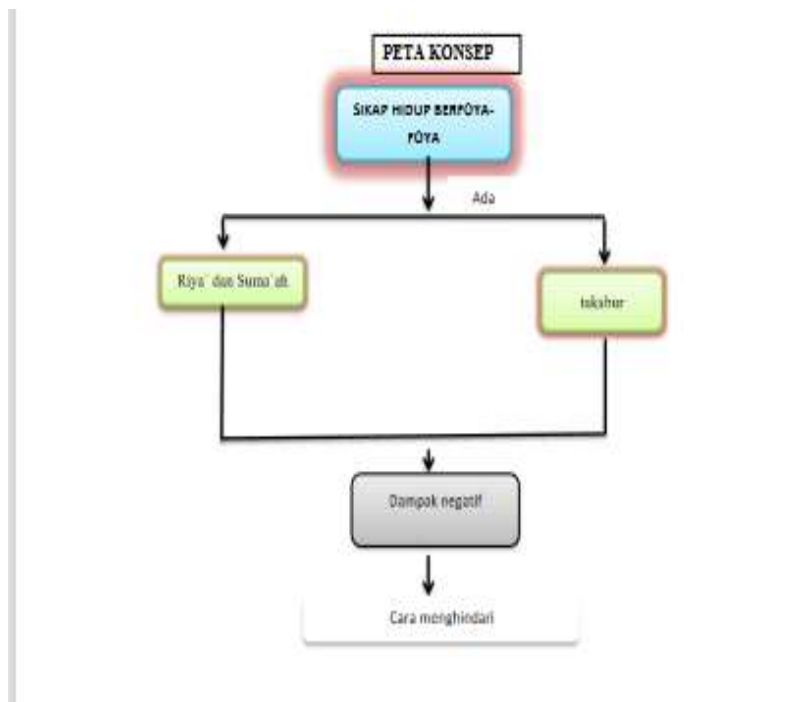 PETA KONSEP
SIKAP HIDUP BERFOYA-
FOYA
Ada
Riya` dan Suma`ah
takabur
Dampak negatif
Cara menghindari